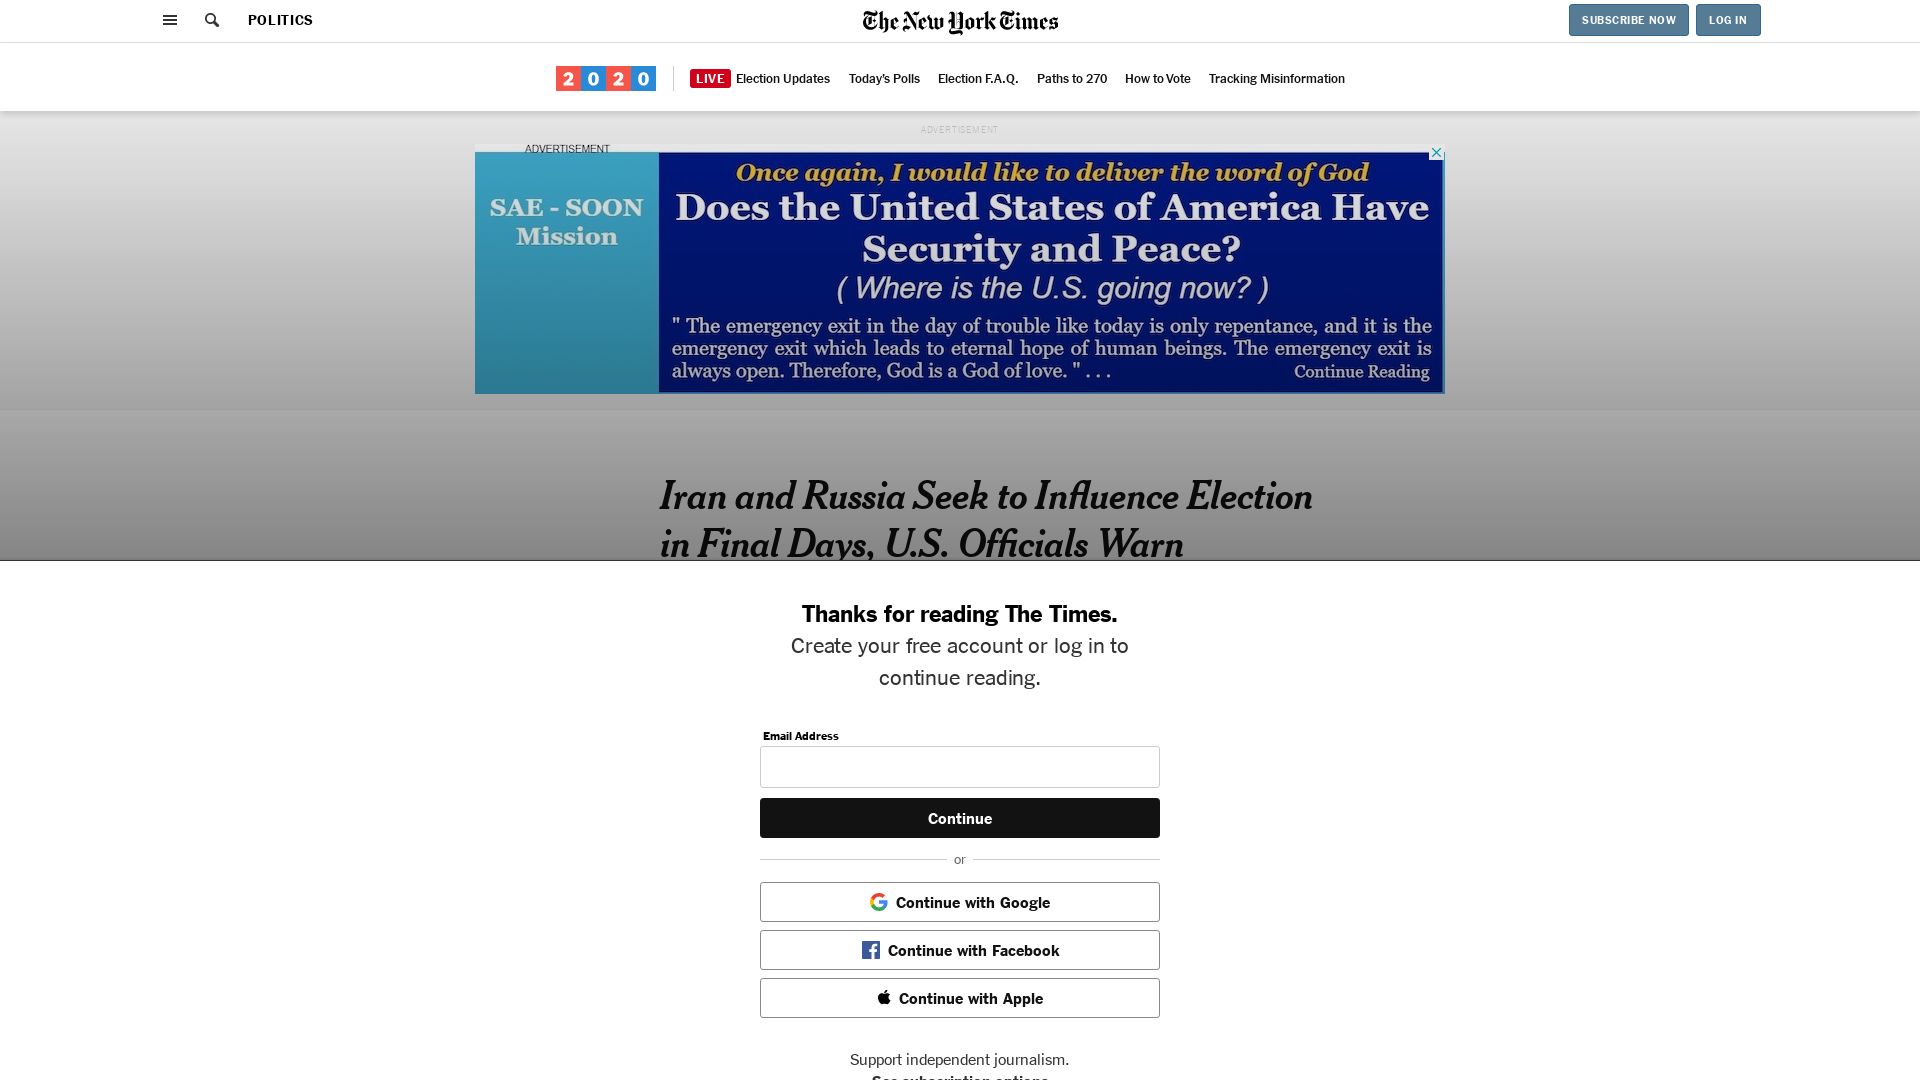 POLITICS
The New York Times
SUBSCRIBE NOW
LOG IN
2020
LIVE Election Updates
Today's Polls
Election F.A.Q.
Paths to 270
How to Vote
Tracking Misinformation
ADVERTISEMENT
ADVERTISEMENT
SAE - SOON
Mission
Once again, I would like to deliver the word of God
Does the United States of America Have
Security and Peace?
( Where is the U.S. going now? )
" The emergency exit in the day of trouble like today is only repentance, and it is the
emergency exit which leads to eternal hope of human beings. The emergency exit is
always open. Therefore, God is a God of love. " . . .
Continue Reading
Iran and Russia Seek to Influence Election
in Final Days, U.S. Officials Warn
Thanks for reading The Times.
Create your free account or log in to
continue reading.
Email Address
Continue
or
Continue with Google
Continue with Facebook
Continue with Apple
Support independent journalism.
See subscription options.